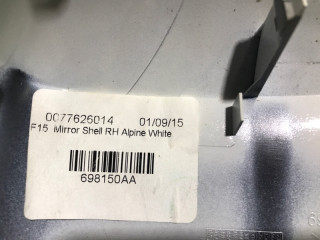 0077626014 01/09/15
F15 Mirror Shell RH Alpine White
698150AA